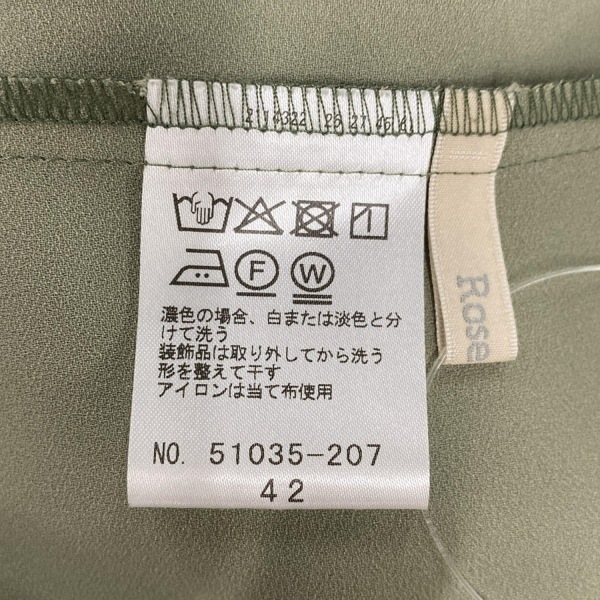 F
W
濃色の場合、白または淡色と分
けて洗う
装飾品は取り外してから洗う
形を整えて干す
アイロンは当て布使用
NO. 51035-207
42
Rose